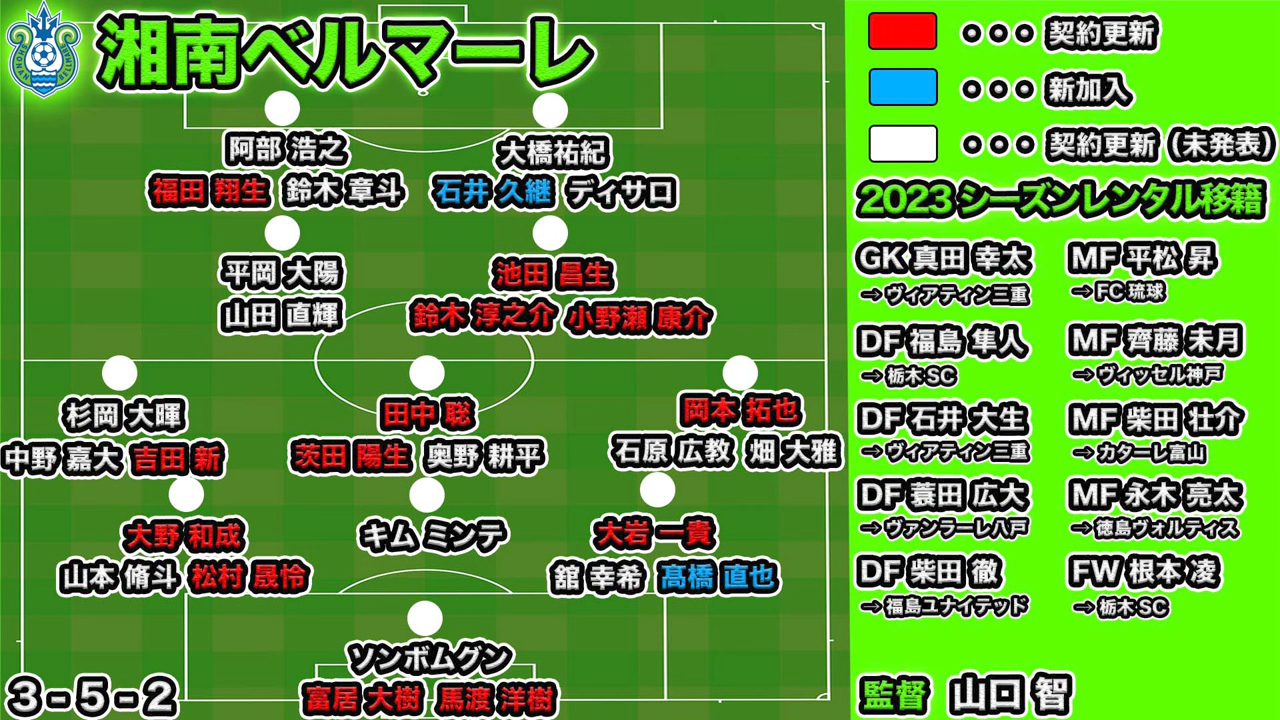 湘南ベルマーレ
阿部 浩之 大橋祐紀
福田 翔生 鈴木 章斗 石井 久継 ディサロ
平岡 大陽 池田 昌生
山田 直輝 鈴木 淳之介 小野瀬 康介
杉岡 大暉 田中 聡 岡本 拓也
中野 嘉大 吉田 新 茨田 陽生 奥野 耕平 石原 広教 畑 大雅
大野 和成 キム ミンテ 大岩 一貴
山本 脩斗 松村 晟怜 舘 幸希 髙橋 直也
ソンボムグン
富居 大樹 馬渡 洋樹
3-5-2
○○○ 契約更新
○○○ 新加入
○○○ 契約更新（未発表）
2023 シーズンレンタル移籍
GK 真田 幸太 MF 平松 昇
→ヴィアティン三重 →FC 琉球
DF 福島 隼人 MF 齊藤 未月
→栃木 SC →ヴィッセル神戸
DF 石井 大生 MF 柴田 壮介
→ヴィアティン三重 →カターレ富山
DF 蓑田 広大 MF 永木 亮太
→ヴァンラーレ八戸 →徳島ヴォルティス
DF 柴田 徹 FW 根本 凌
→福島ユナイテッド →栃木 SC
監督 山口 智